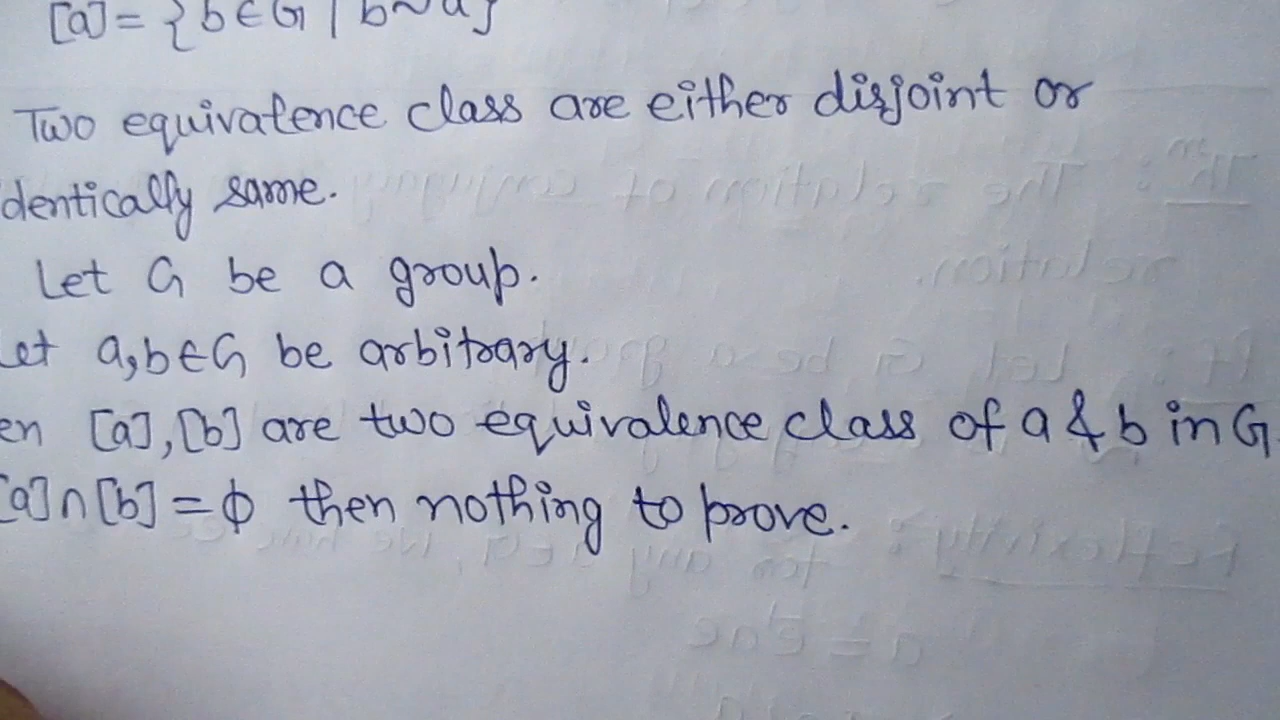 [a] = {b∈G | b~a}
Two equivalence class are either disjoint or
dentically same.
Let G be a group.
Let a,b∈G be arbitrary.
en [a],[b] are two equivalence class of a & b in G.
[a]∩[b] = ϕ then nothing to prove.